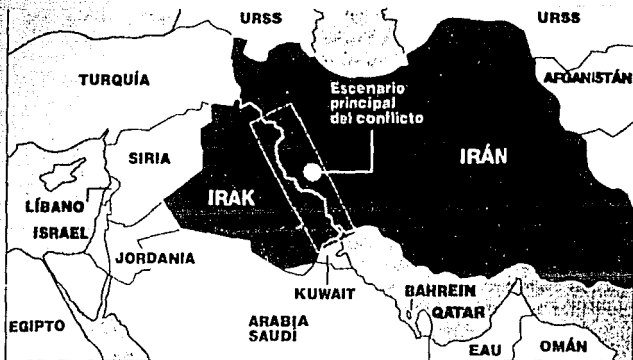 URSS
URSS
TURQUÍA
AFGANISTÁN
Escenario
principal
del conflicto
SIRIA
IRÁN
IRAK
LÍBANO
ISRAEL
JORDANIA
KUWAIT
BAHREIN
QATAR
ARABIA
SAUDÍ
EGIPTO
EAU
OMÁN